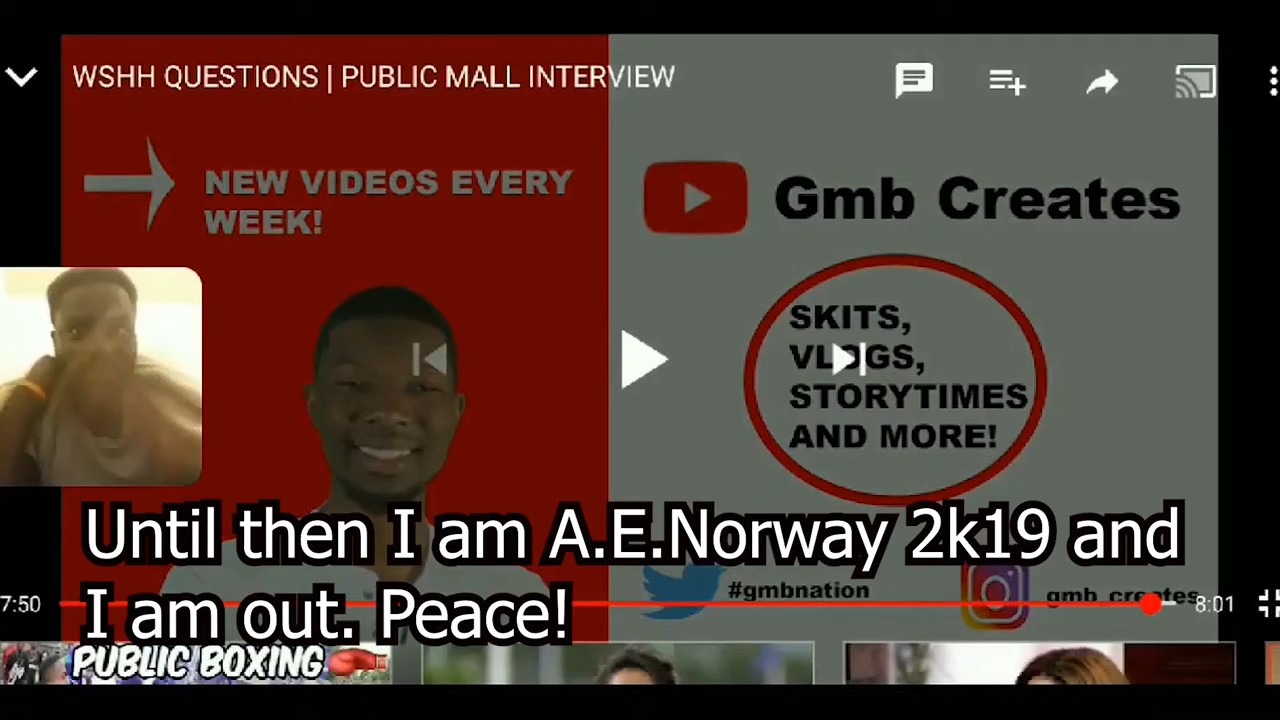 WSHH QUESTIONS | PUBLIC MALL INTERVIEW
NEW VIDEOS EVERY
WEEK!
Gmb Creates
SKITS,
VLOGS,
STORYTIMES
AND MORE!
Until then I am A.E.Norway 2k19 and
I am out. Peace!
#gmbnation
gmb_creates
7:50
8:01
PUBLIC BOXING